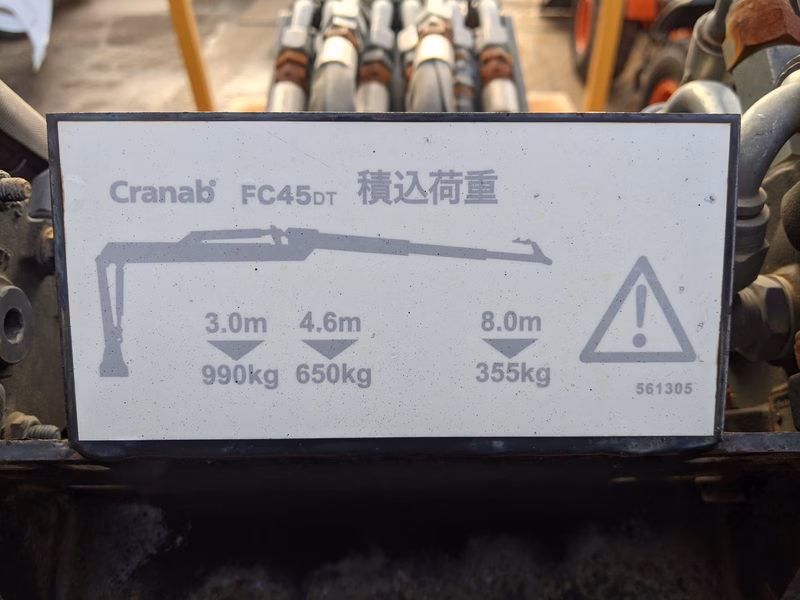 Cranab® FC45DT 積込荷重
3.0m 4.6m 8.0m
990kg 650kg 355kg
561305